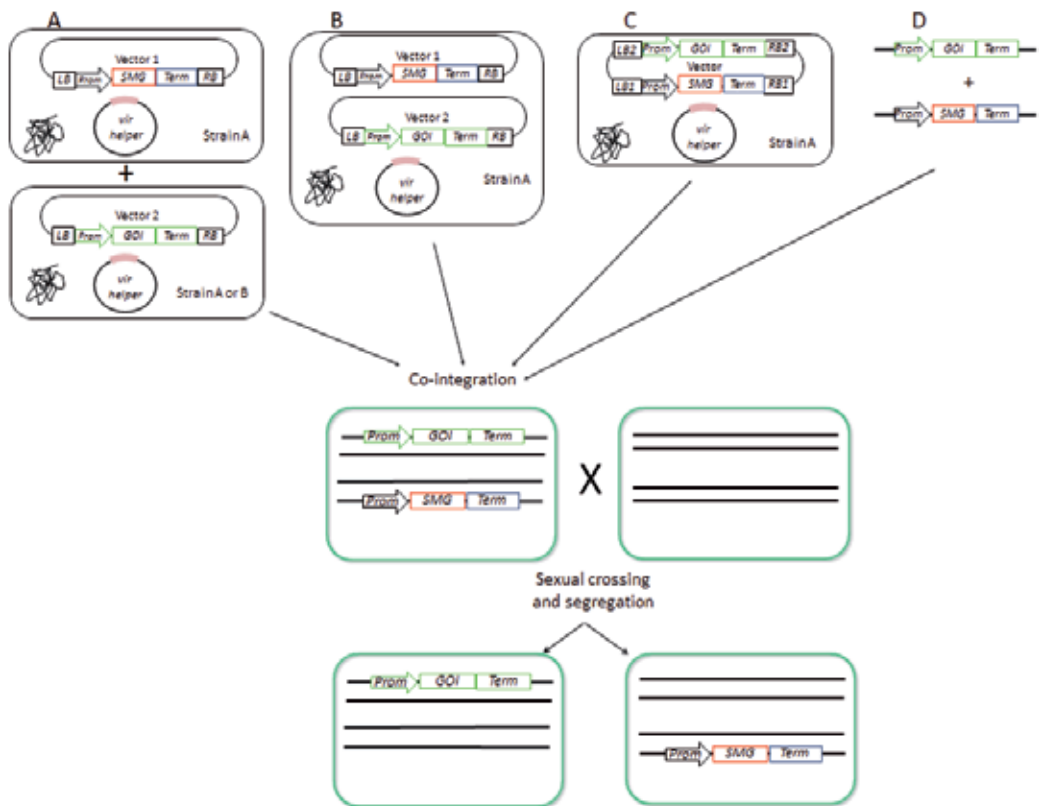 A
Vector 1
LB Prom SMG Term RB
vir
helper
Strain A
+
Vector 2
LB Prom GOI Term RB
vir
helper
Strain A or B
B
Vector 1
LB Prom SMG Term RB
Vector 2
LB Prom GOI Term RB
vir
helper
Strain A
C
LB2 Prom GOI Term RB2
Vector
LB1 Prom SMG Term RB1
vir
helper
Strain A
D
Prom GOI Term
+
Prom SMG Term
Co-integration
Prom GOI Term
Prom SMG Term
X
Sexual crossing
and segregation
Prom GOI Term
Prom SMG Term